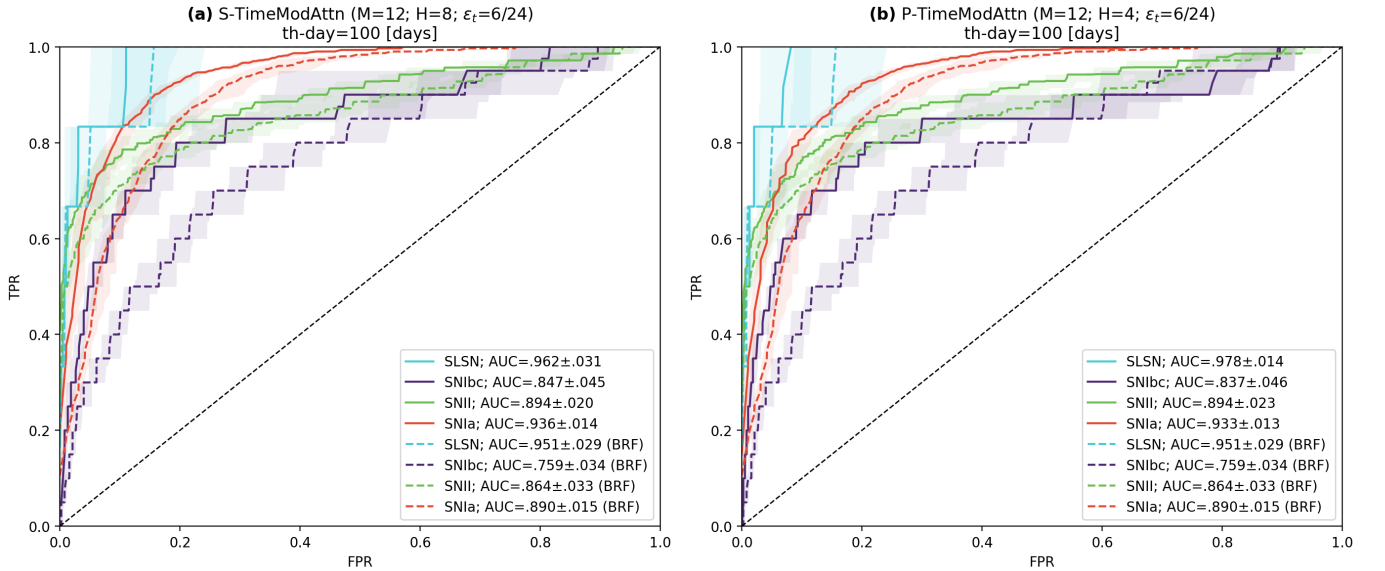 (a) S-TimeModAttn (M=12; H=8; εt=6/24)
th-day=100 [days]
1.0
0.8
0.6
0.4
0.2
0.0
TPR
0.0 0.2 0.4 0.6 0.8 1.0
FPR
SLSN; AUC=.962±.031
SNIbc; AUC=.847±.045
SNII; AUC=.894±.020
SNIa; AUC=.936±.014
SLSN; AUC=.951±.029 (BRF)
SNIbc; AUC=.759±.034 (BRF)
SNII; AUC=.864±.033 (BRF)
SNIa; AUC=.890±.015 (BRF)
(b) P-TimeModAttn (M=12; H=4; εt=6/24)
th-day=100 [days]
1.0
0.8
0.6
0.4
0.2
0.0
TPR
0.0 0.2 0.4 0.6 0.8 1.0
FPR
SLSN; AUC=.978±.014
SNIbc; AUC=.837±.046
SNII; AUC=.894±.023
SNIa; AUC=.933±.013
SLSN; AUC=.951±.029 (BRF)
SNIbc; AUC=.759±.034 (BRF)
SNII; AUC=.864±.033 (BRF)
SNIa; AUC=.890±.015 (BRF)